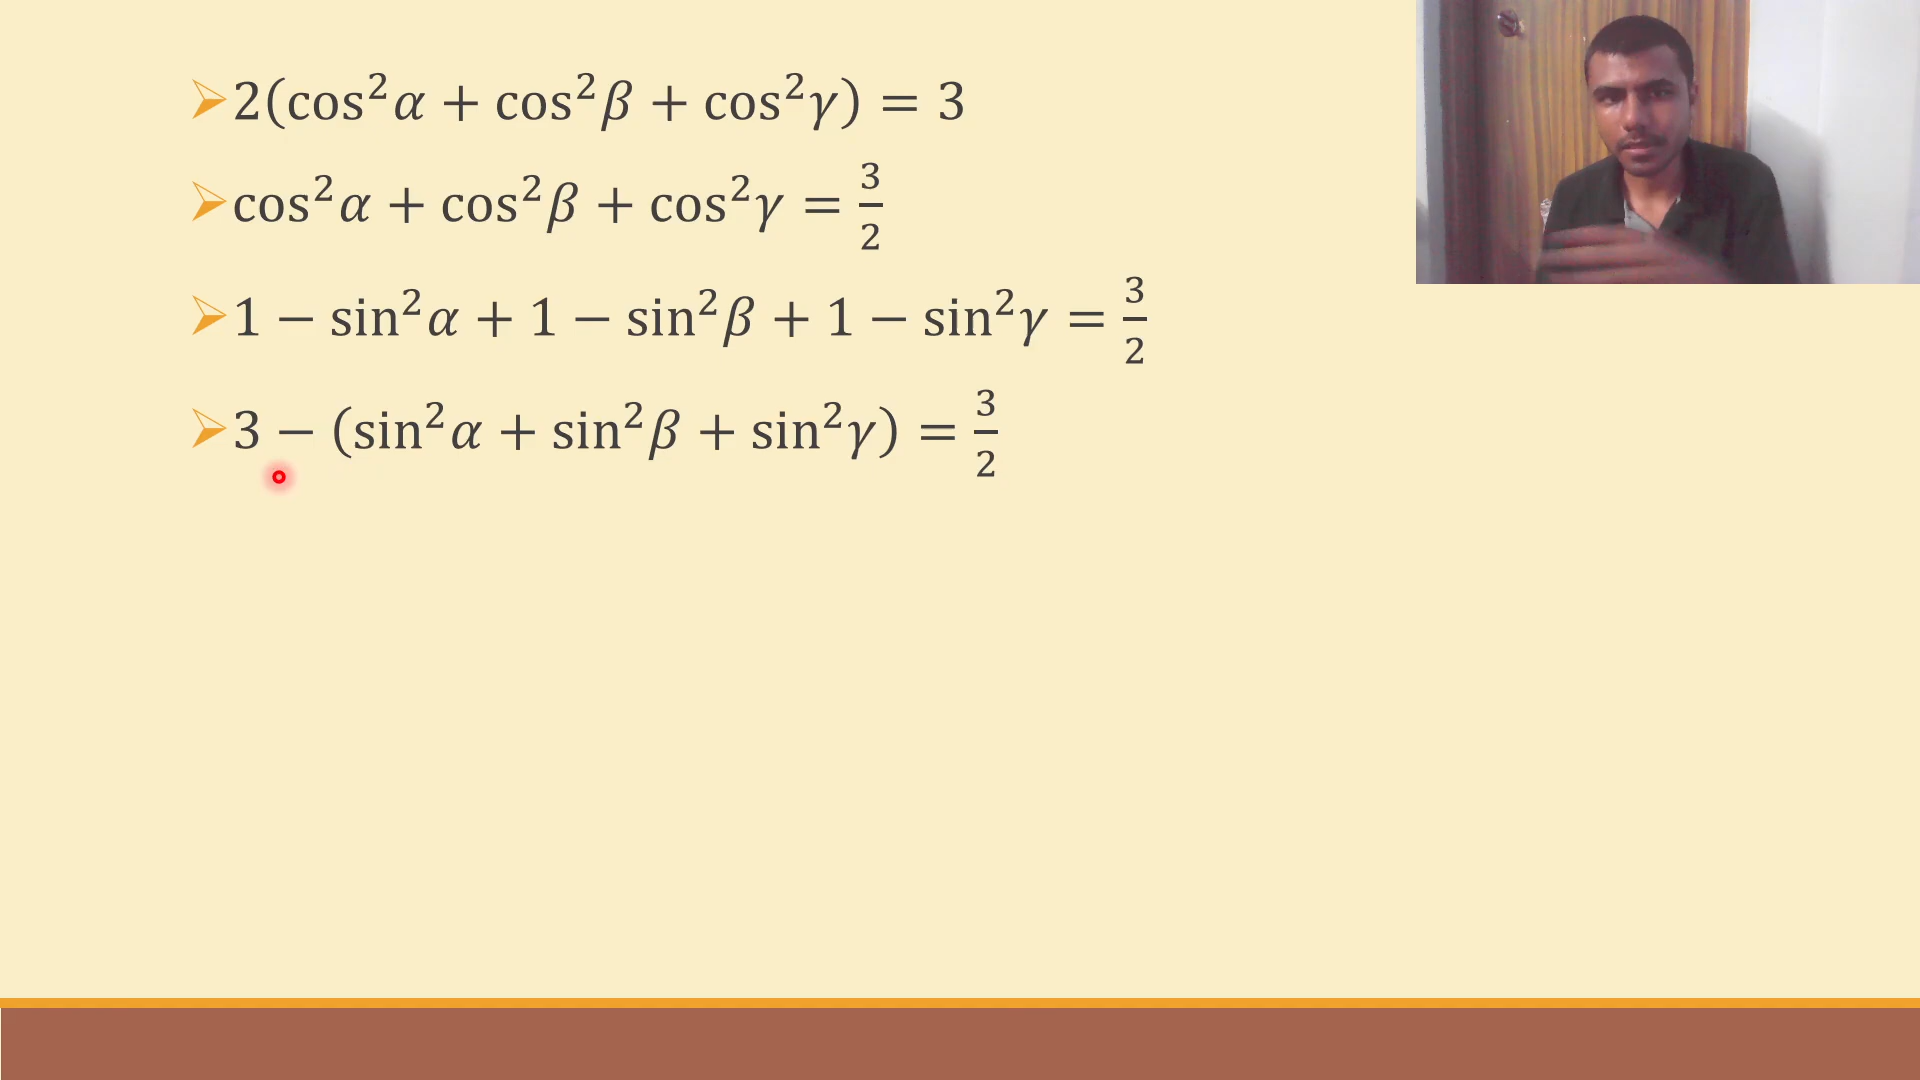 2(cos²α + cos²β + cos²γ) = 3
cos²α + cos²β + cos²γ = 3/2
1 − sin²α + 1 − sin²β + 1 − sin²γ = 3/2
3 − (sin²α + sin²β + sin²γ) = 3/2